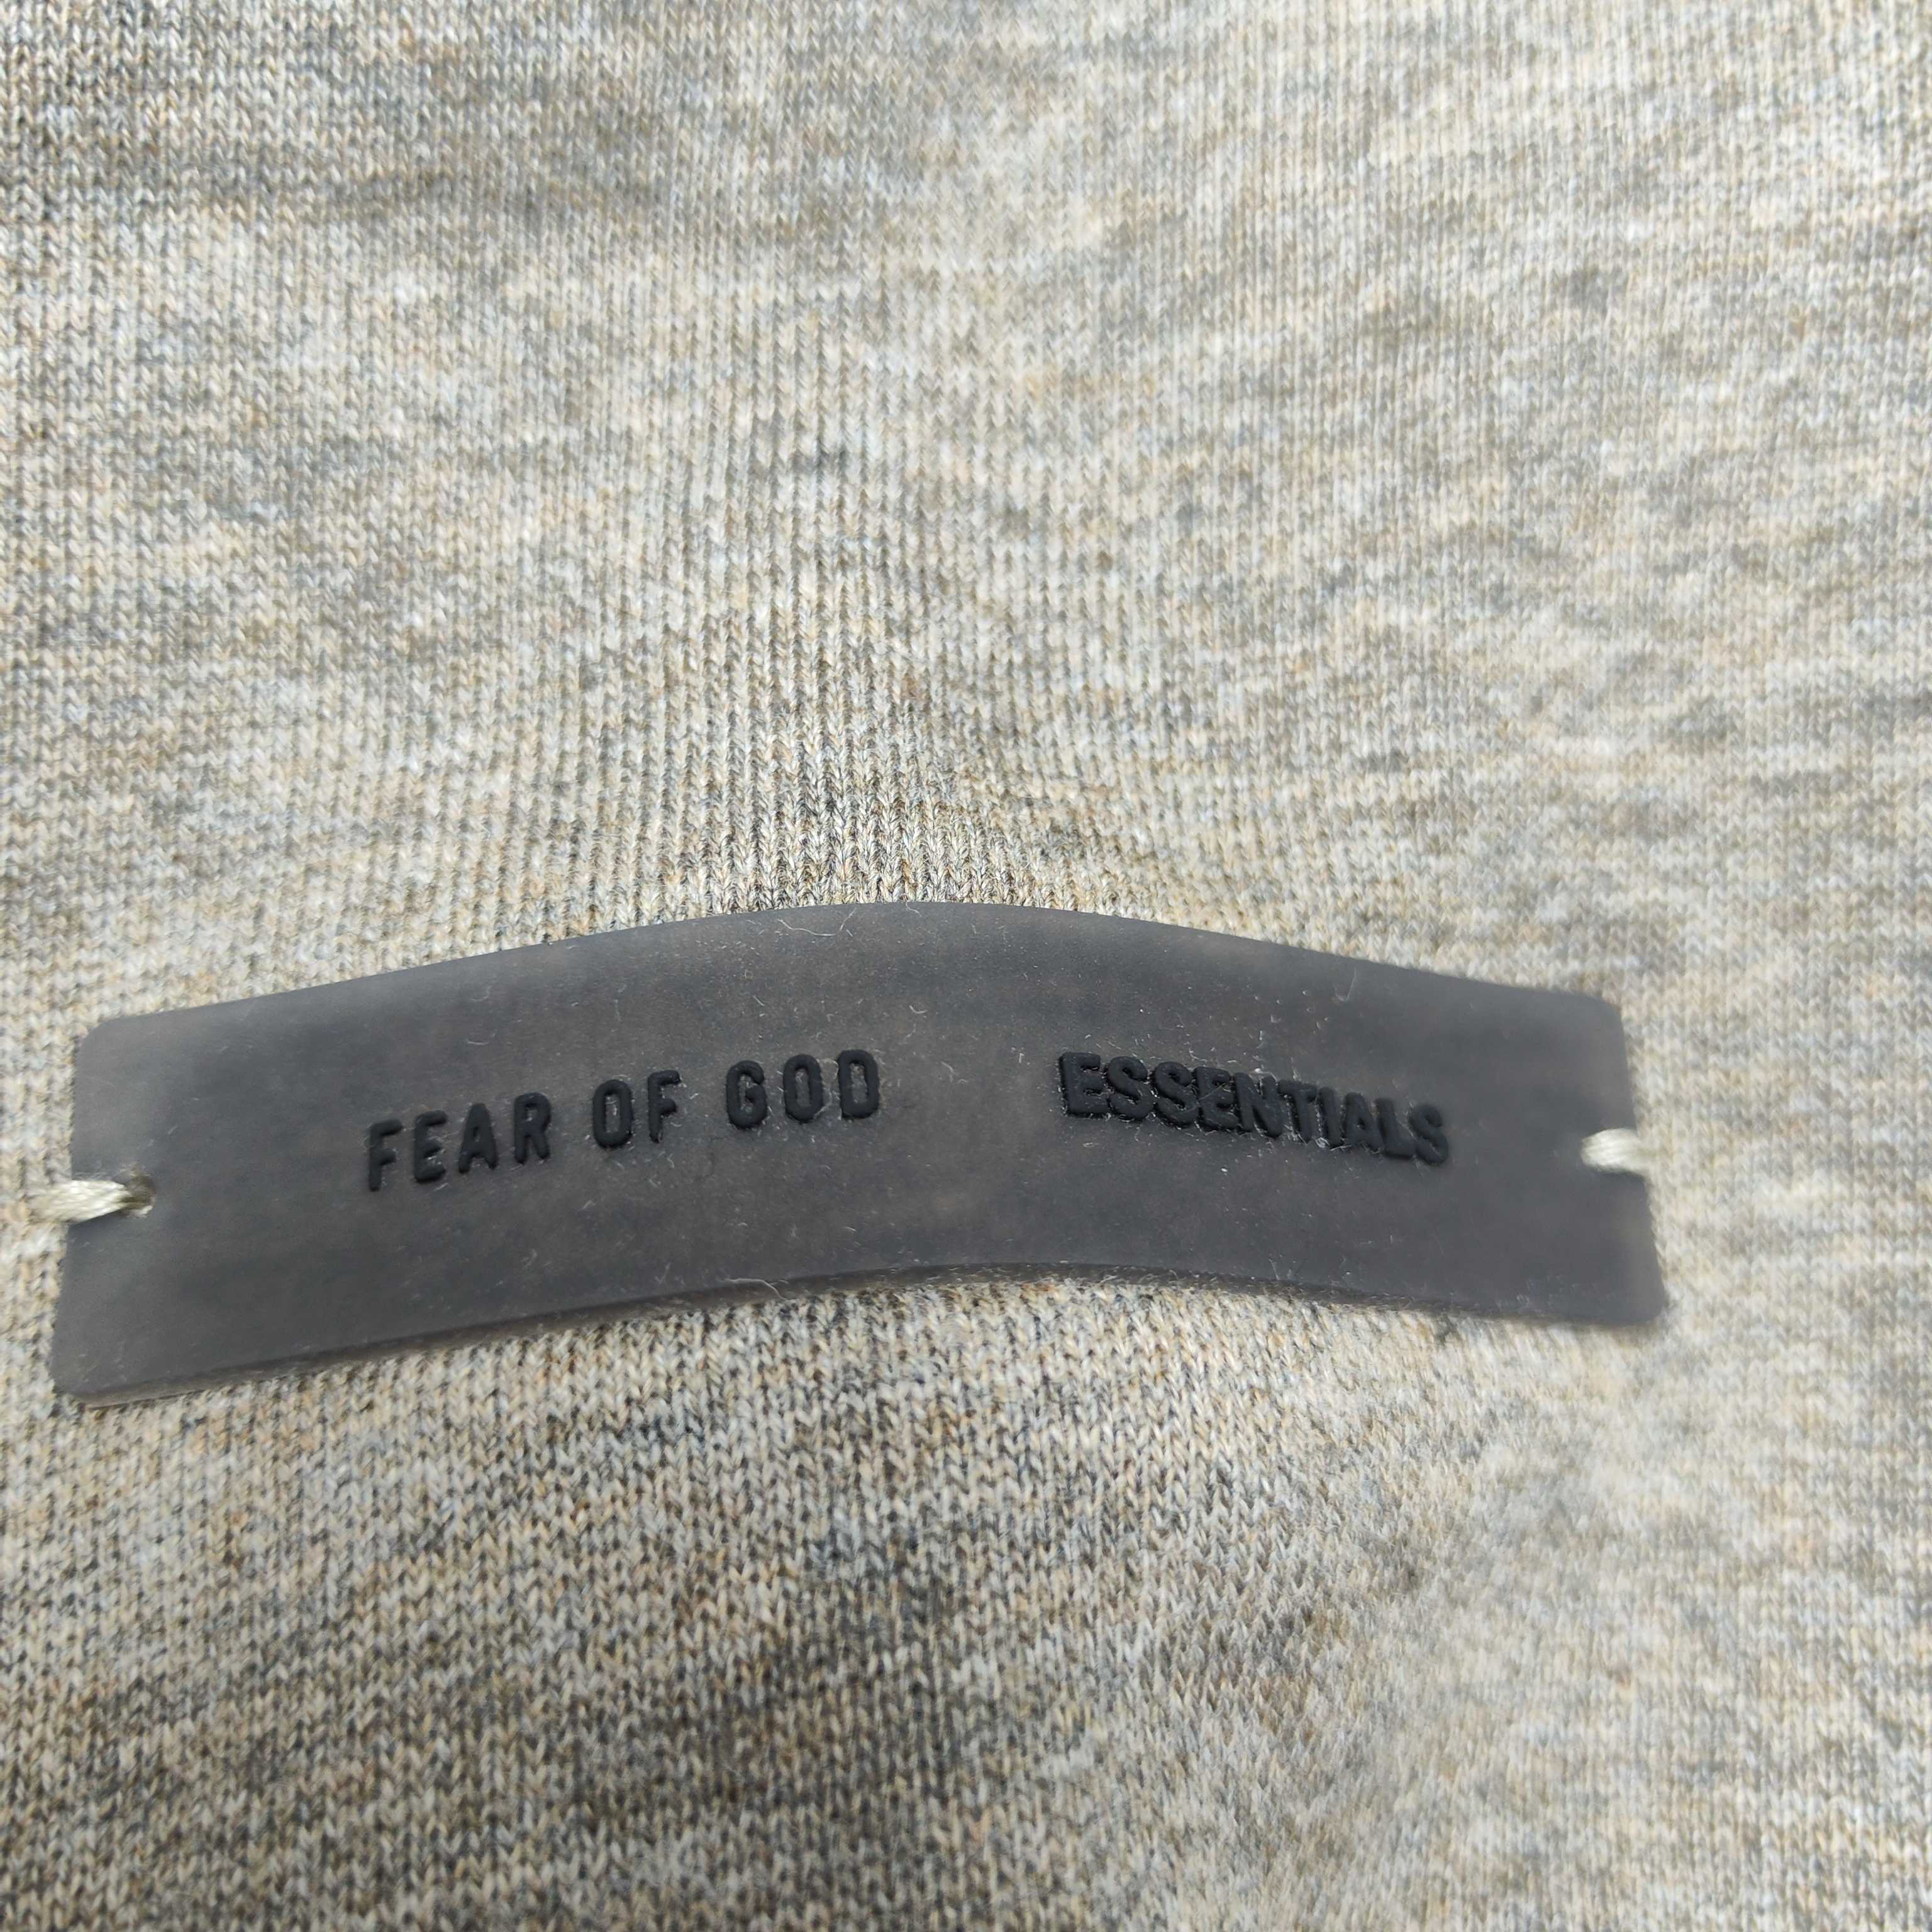 FEAR OF GOD ESSENTIALS